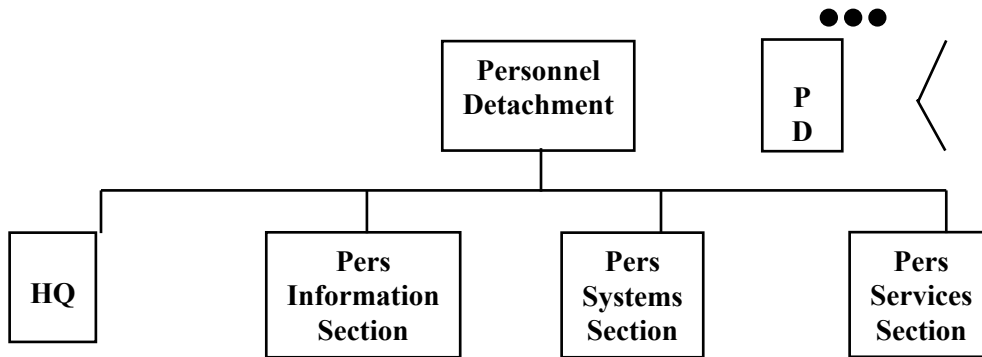 Personnel
Detachment
P
D
HQ
Pers
Information
Section
Pers
Systems
Section
Pers
Services
Section